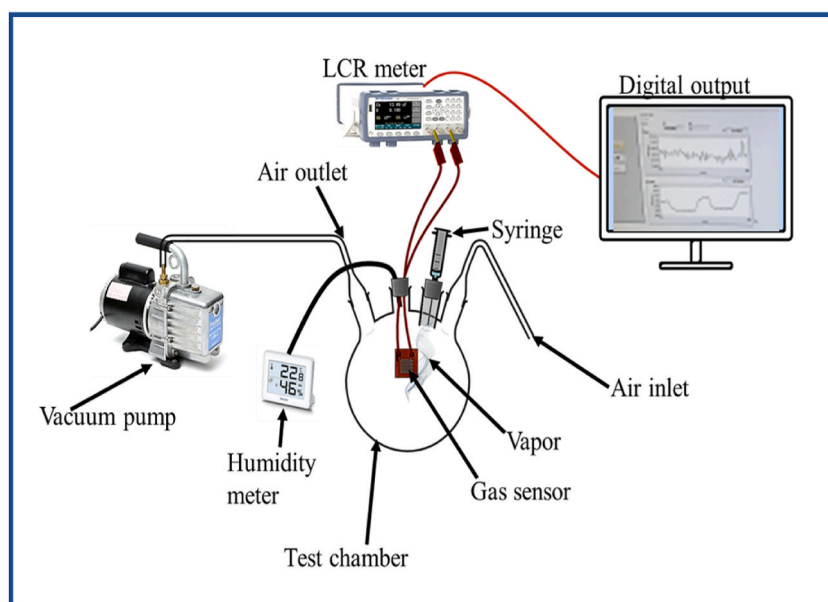 LCR meter
Digital output
Air outlet
Syringe
Vacuum pump
Humidity
meter
22.8
46
Air inlet
Vapor
Gas sensor
Test chamber